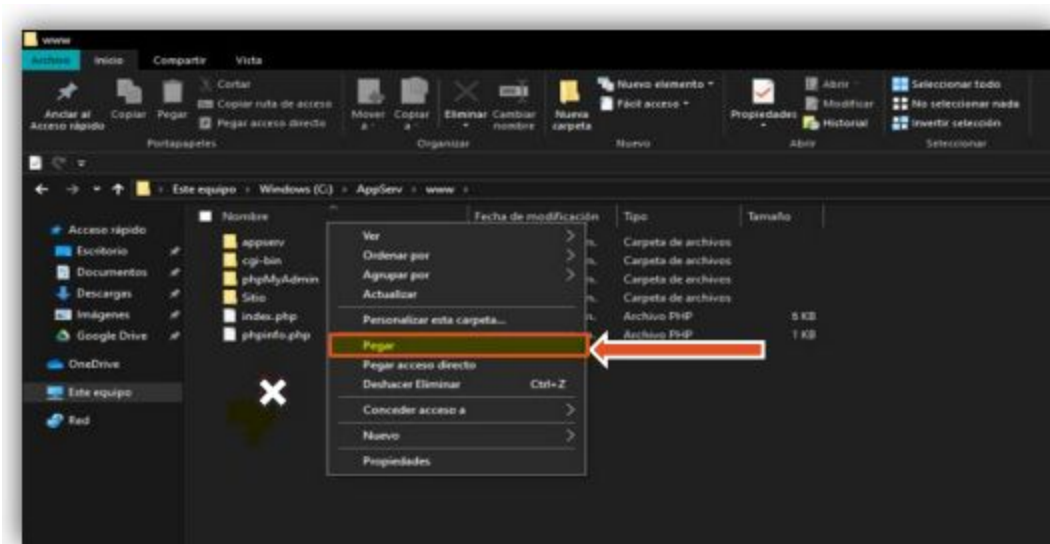 www
Archivo Inicio Compartir Vista
Anclar al Acceso rápido
Copiar
Pegar
Cortar
Copiar ruta de acceso
Pegar acceso directo
Portapapeles
Mover a
Copiar a
Eliminar
Cambiar nombre
Organizar
Nueva carpeta
Nuevo elemento
Fácil acceso
Nuevo
Propiedades
Abrir
Modificar
Historial
Abrir
Seleccionar todo
No seleccionar nada
Invertir selección
Seleccionar
Este equipo Windows (C:) AppServ www
Nombre Fecha de modificación Tipo Tamaño
Acceso rápido
Escritorio
Documentos
Descargas
Imágenes
Google Drive
OneDrive
Este equipo
Red
appserv Carpeta de archivos
cgi-bin Carpeta de archivos
phpMyAdmin Carpeta de archivos
Sitio Carpeta de archivos
index.php Archivo PHP 6 KB
phpinfo.php Archivo PHP 1 KB
Ver
Ordenar por
Agrupar por
Actualizar
Personalizar esta carpeta...
Pegar
Pegar acceso directo
Deshacer Eliminar Ctrl+Z
Conceder acceso a
Nuevo
Propiedades